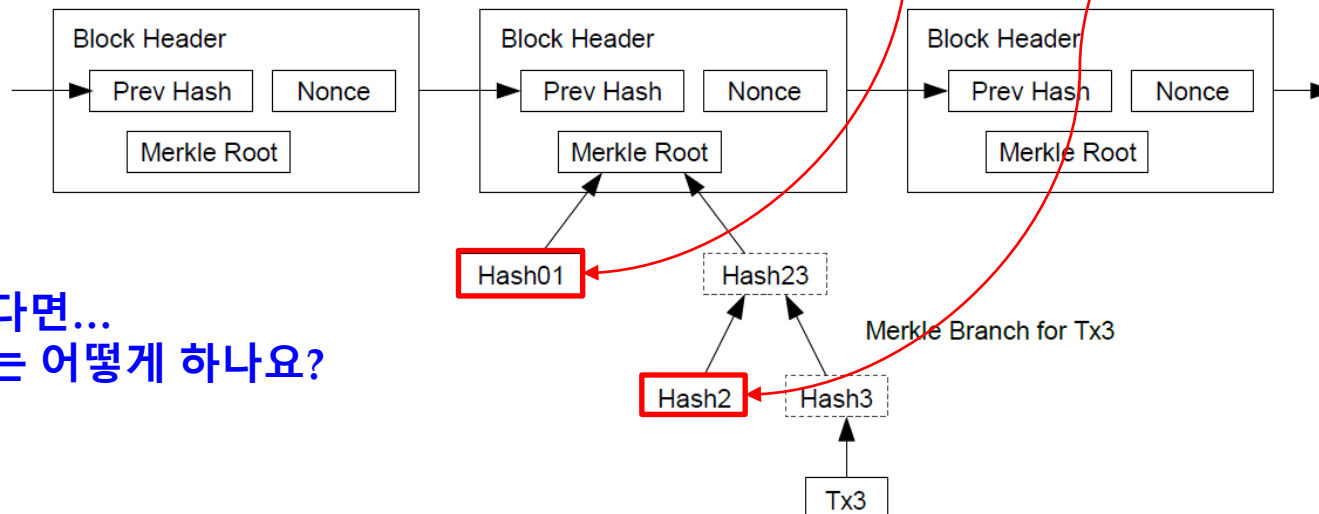 Block Header
Prev Hash
Nonce
Merkle Root
Block Header
Prev Hash
Nonce
Merkle Root
Block Header
Prev Hash
Nonce
Merkle Root
Hash01
Hash23
다면...
는 어떻게 하나요?
Merkle Branch for Tx3
Hash2
Hash3
Tx3